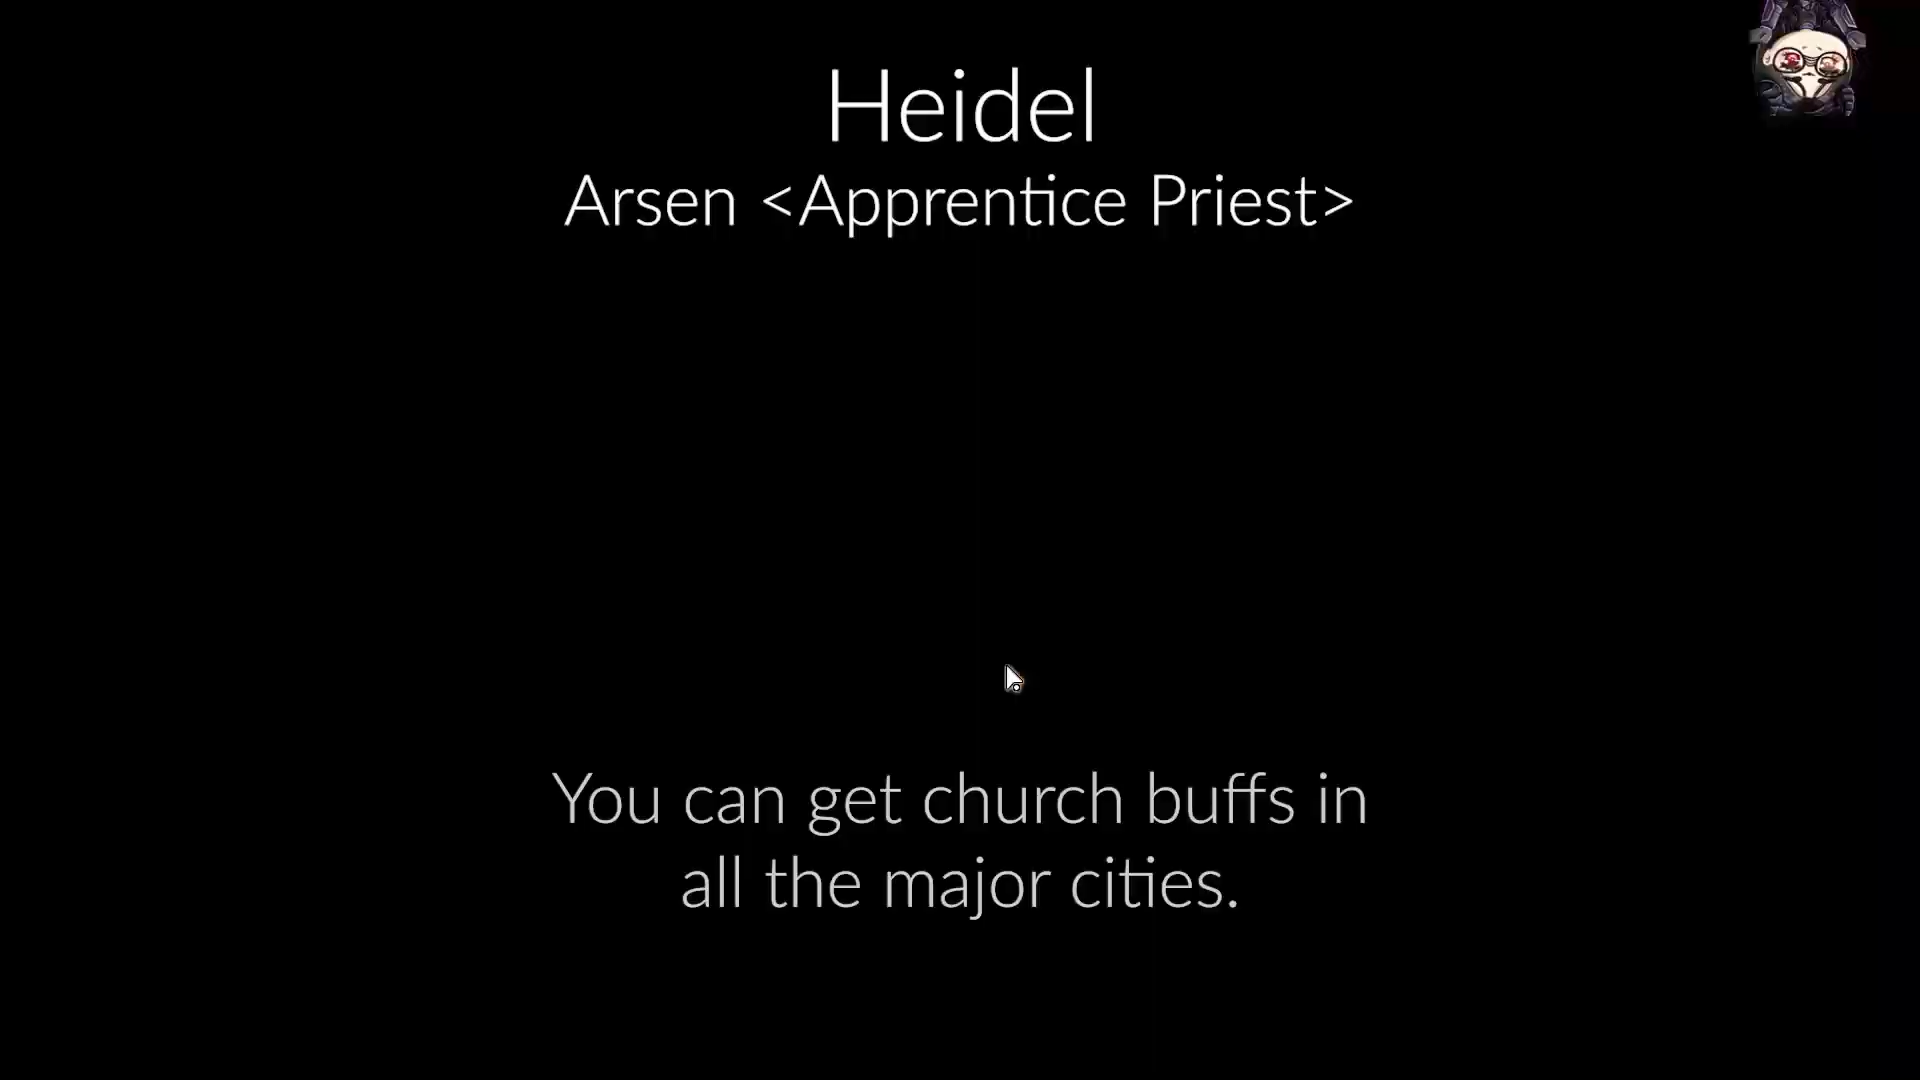 Heidel
Arsen <Apprentice Priest>
You can get church buffs in
all the major cities.